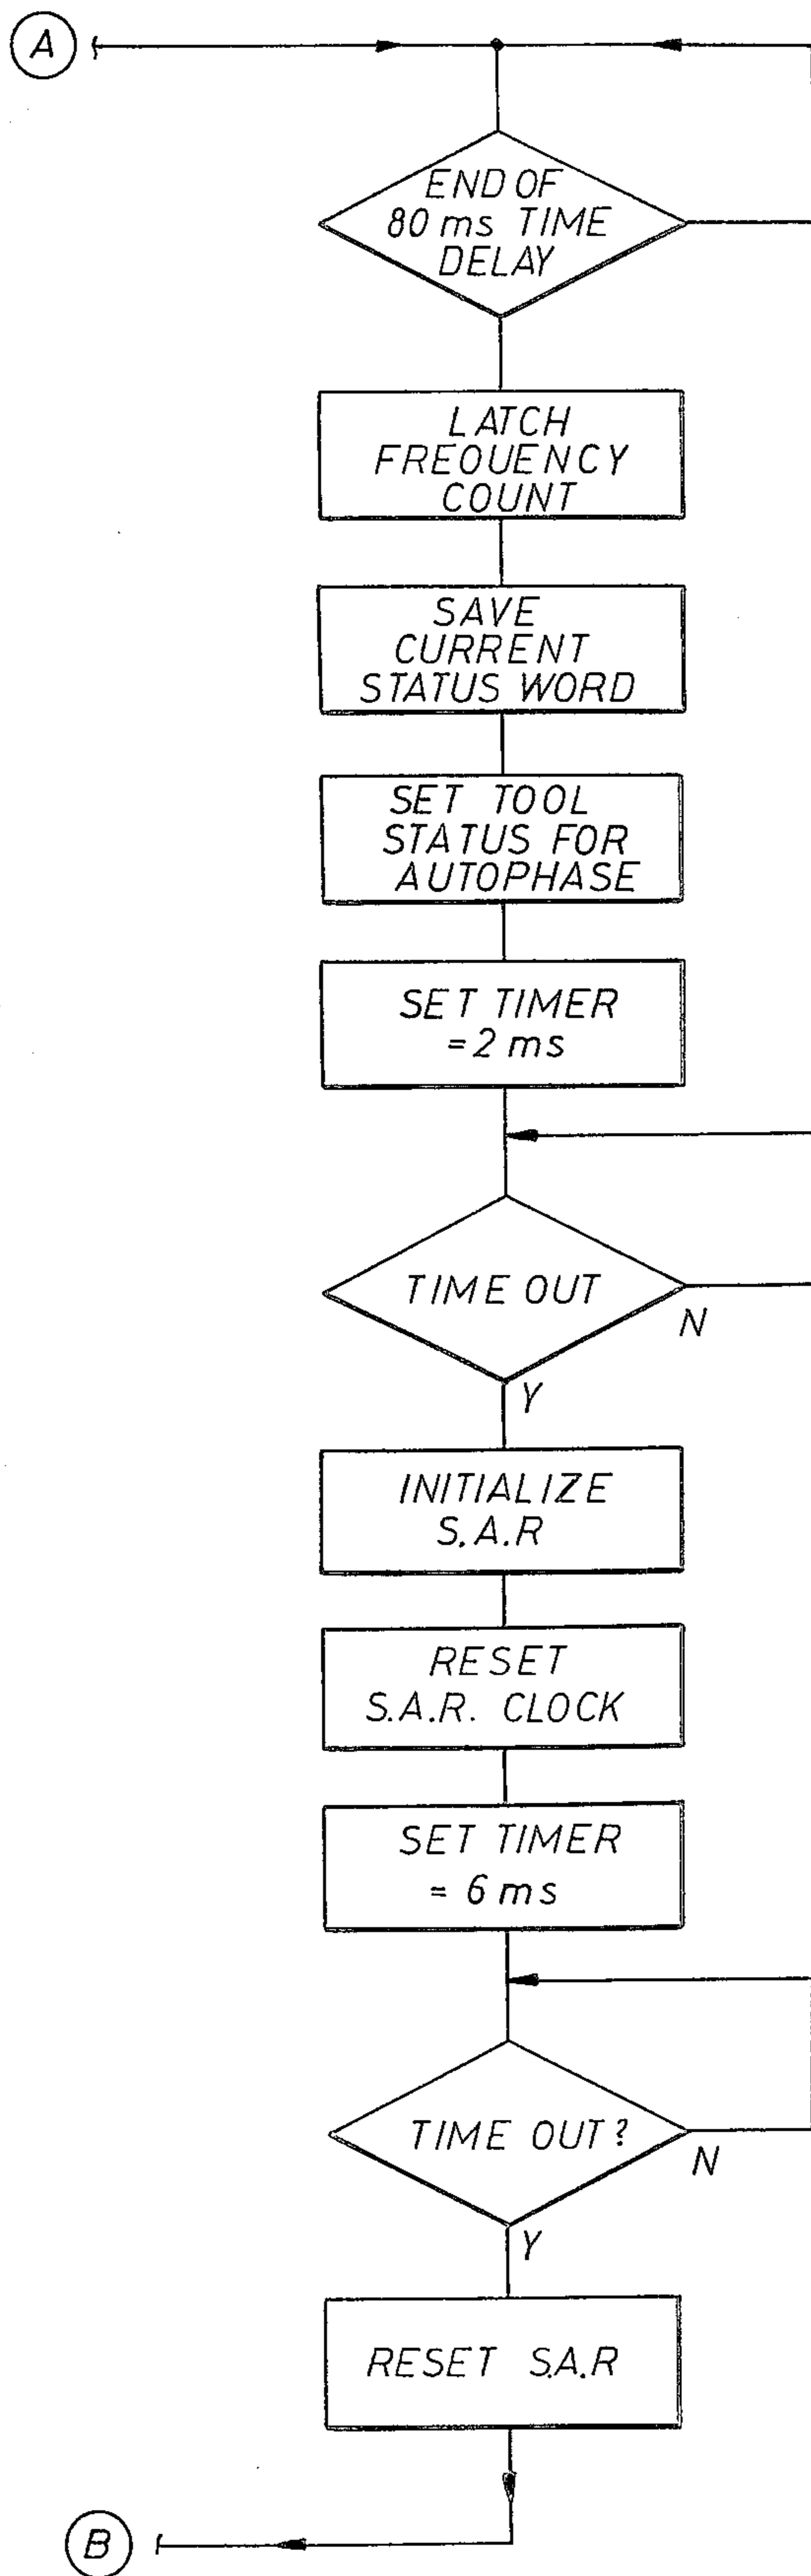 A
END OF
80 ms TIME
DELAY
LATCH
FREQUENCY
COUNT
SAVE
CURRENT
STATUS WORD
SET TOOL
STATUS FOR
AUTOPHASE
SET TIMER
=2 ms
TIME OUT
N
Y
INITIALIZE
S.A.R
RESET
S.A.R. CLOCK
SET TIMER
= 6 ms
TIME OUT?
N
Y
RESET S.A.R
B